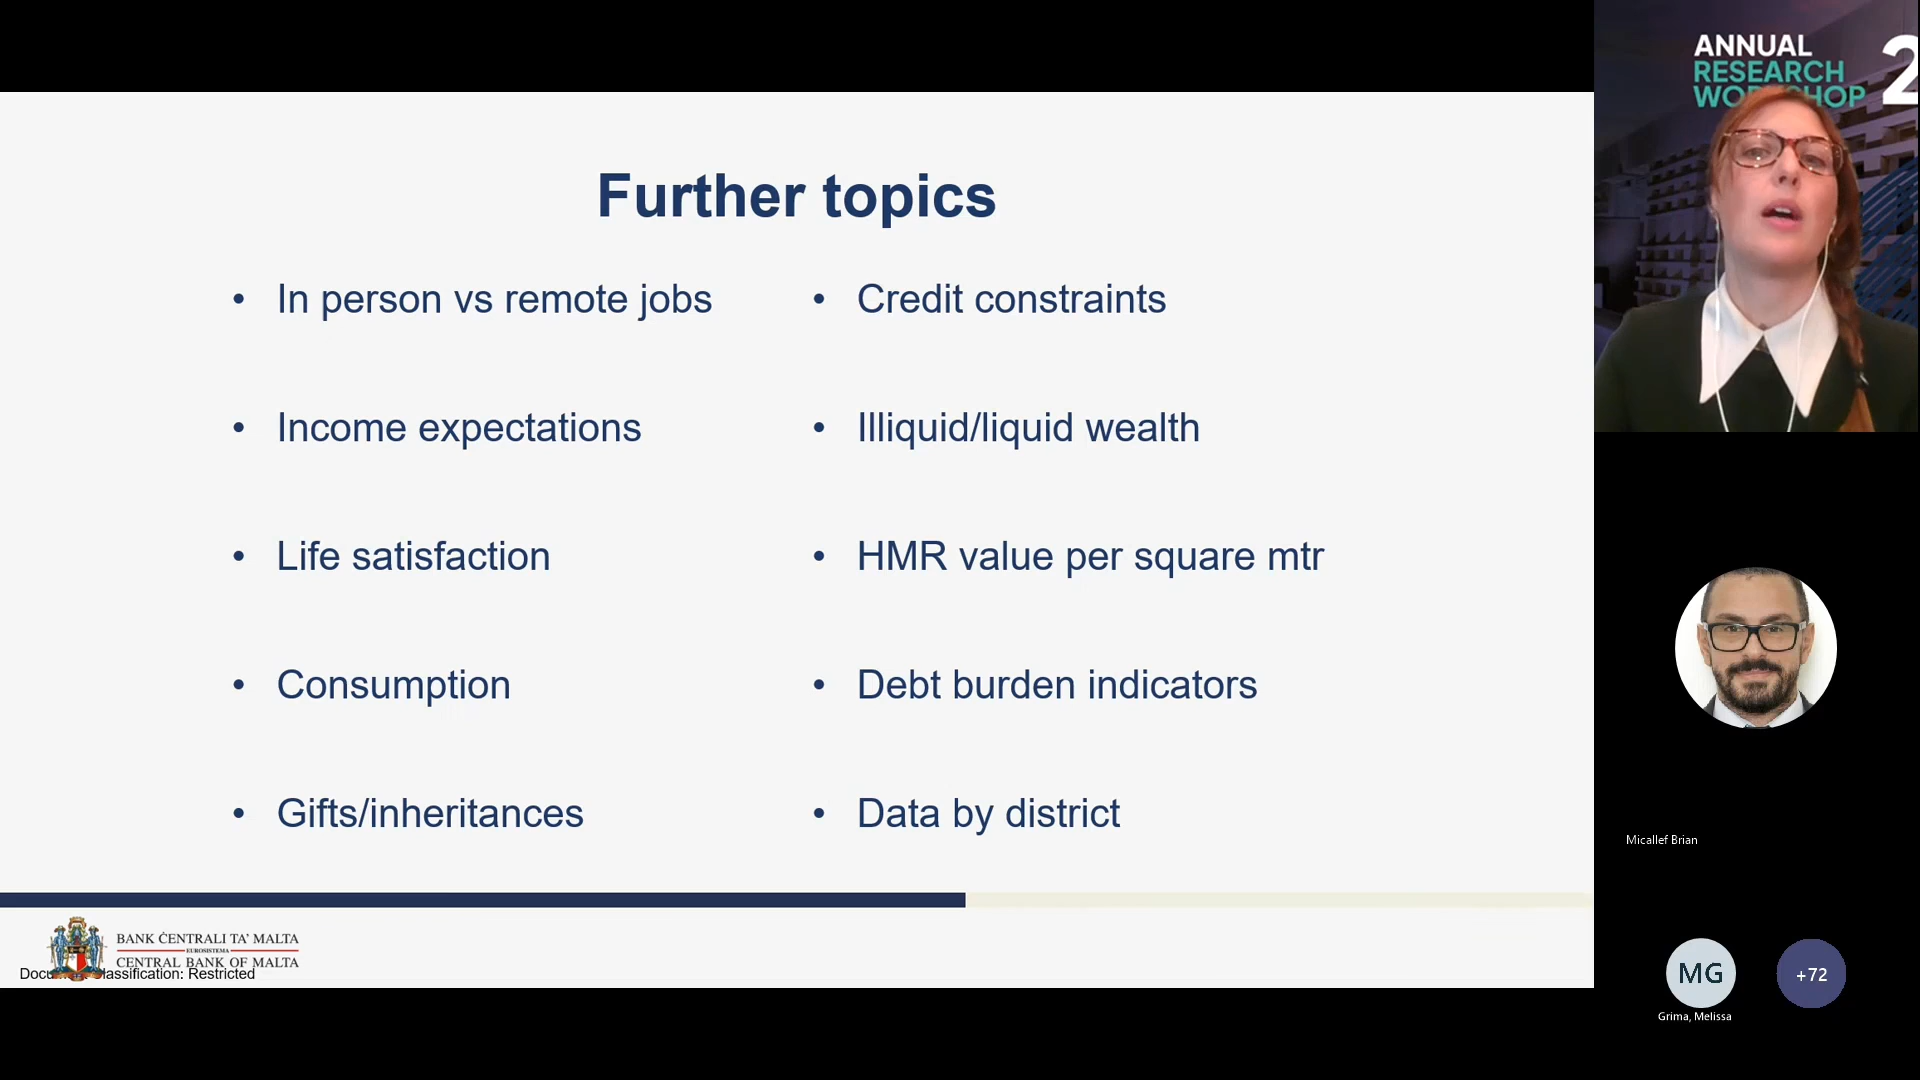 Further topics
In person vs remote jobs
Income expectations
Life satisfaction
Consumption
Gifts/inheritances
Credit constraints
Illiquid/liquid wealth
HMR value per square mtr
Debt burden indicators
Data by district
BANK ĊENTRALI TA' MALTA
EUROSISTEMA
CENTRAL BANK OF MALTA
Classification: Restricted
ANNUAL
RESEARCH
2
Micallef Brian
MG
+72
Grima, Melissa